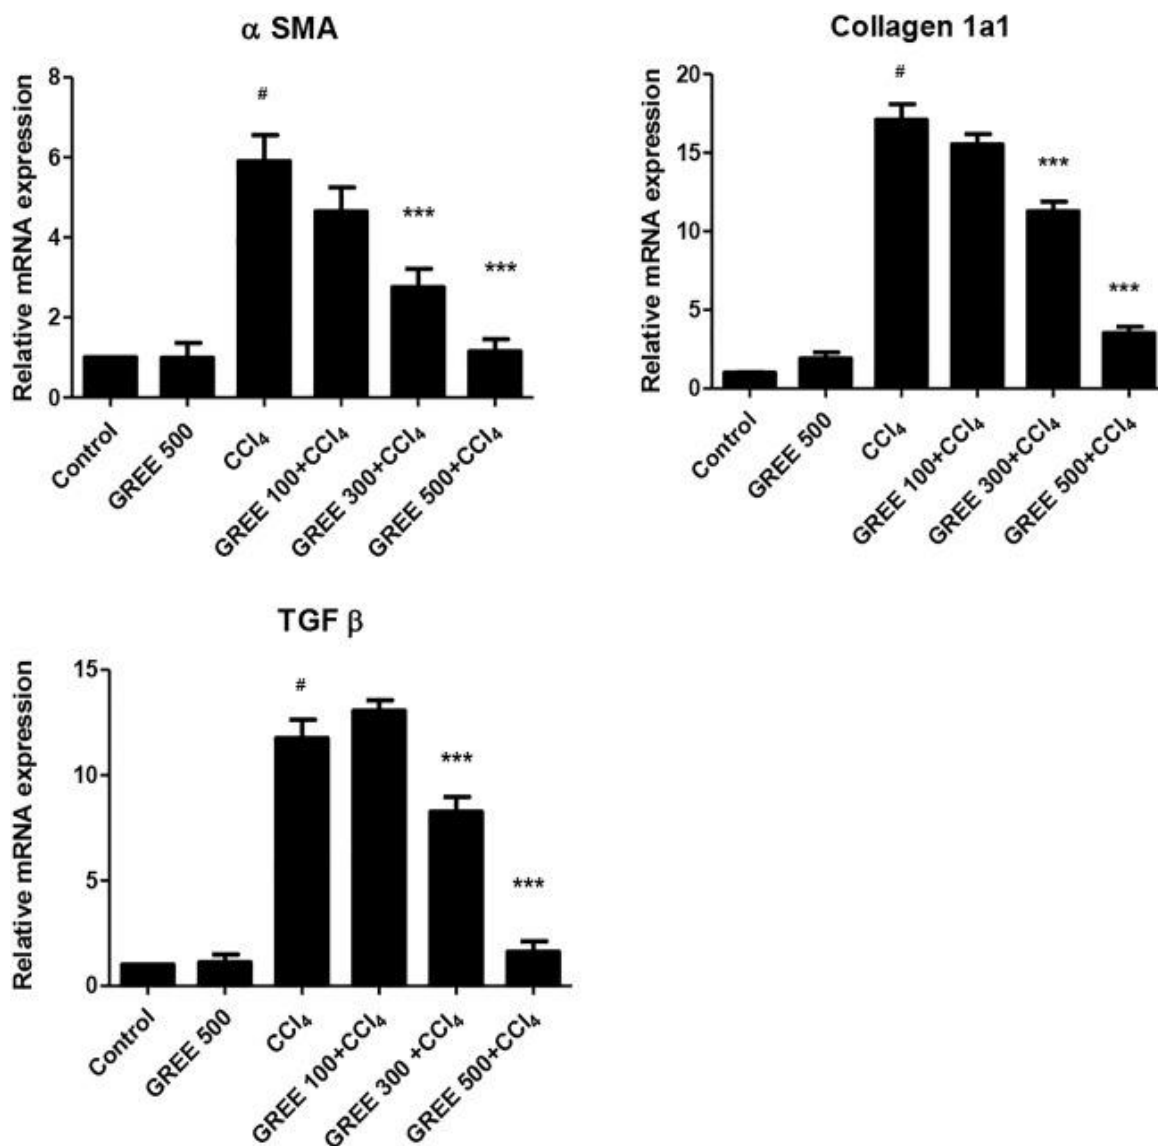 α SMA
Relative mRNA expression
8
6
4
2
0
#
***
***
Control
GREE 500
CCl₄
GREE 100+CCl₄
GREE 300+CCl₄
GREE 500+CCl₄
Collagen 1a1
Relative mRNA expression
20
15
10
5
0
#
***
***
Control
GREE 500
CCl₄
GREE 100+CCl₄
GREE 300+CCl₄
GREE 500+CCl₄
TGF β
Relative mRNA expression
15
10
5
0
#
***
***
Control
GREE 500
CCl₄
GREE 100+CCl₄
GREE 300 +CCl₄
GREE 500+CCl₄